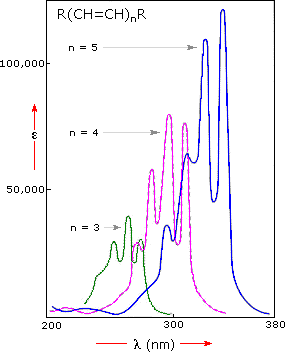 R(CH=CH)nR
n = 5
100,000
n = 4
ε
50,000
n = 3
200 300 380
λ (nm)